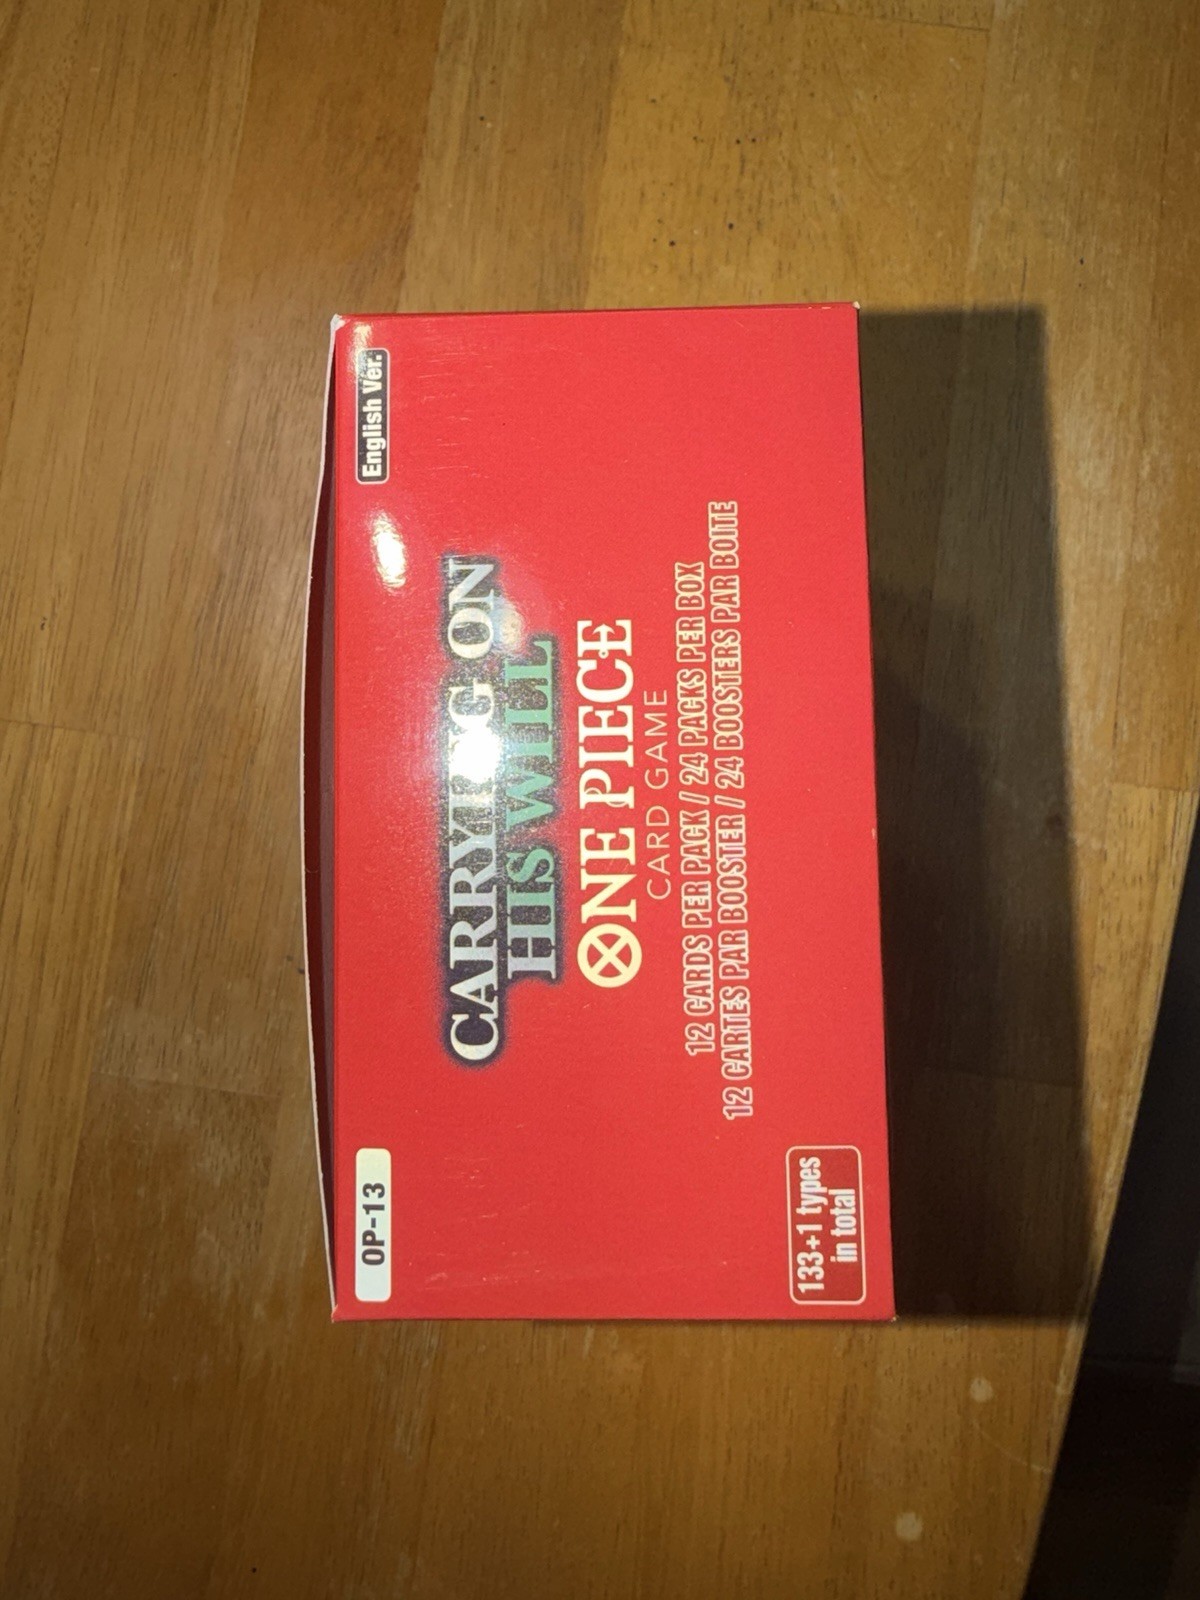 OP-13
English Ver.
CARRYING ON
HIS WILL
ONE PIECE
CARD GAME
12 CARDS PER PACK / 24 PACKS PER BOX
12 CARTES PAR BOOSTER / 24 BOOSTERS PAR BOITE
133+1 types
in total